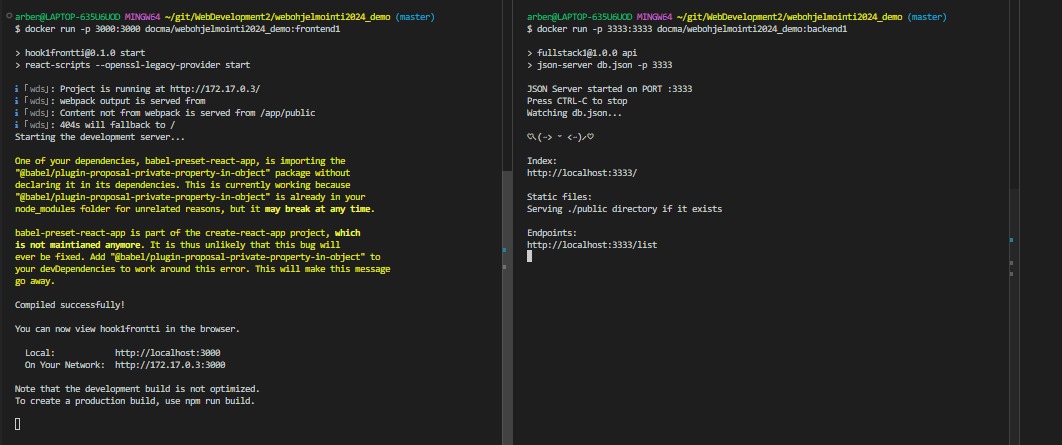 arber@LAPTOP-635U6UOD MINGW64 ~/git/WebDevelopment2/webohjelmointi2024_demo (master)
$ docker run -p 3000:3000 docma/webohjelmointi2024_demo:frontend1
> hook1frontti@0.1.0 start
> react-scripts --openssl-legacy-provider start
i ｢wds｣: Project is running at http://172.17.0.3/
i ｢wds｣: webpack output is served from
i ｢wds｣: Content not from webpack is served from /app/public
i ｢wds｣: 404s will fallback to /
Starting the development server...
One of your dependencies, babel-preset-react-app, is importing the
"@babel/plugin-proposal-private-property-in-object" package without
declaring it in its dependencies. This is currently working because
"@babel/plugin-proposal-private-property-in-object" is already in your
node_modules folder for unrelated reasons, but it may break at any time.
babel-preset-react-app is part of the create-react-app project, which
is not maintianed anymore. It is thus unlikely that this bug will
ever be fixed. Add "@babel/plugin-proposal-private-property-in-object" to
your devDependencies to work around this error. This will make this message
go away.
Compiled successfully!
You can now view hook1frontti in the browser.
Local: http://localhost:3000
On Your Network: http://172.17.0.3:3000
Note that the development build is not optimized.
To create a production build, use npm run build.
arber@LAPTOP-635U6UOD MINGW64 ~/git/WebDevelopment2/webohjelmointi2024_demo (master)
$ docker run -p 3333:3333 docma/webohjelmointi2024_demo:backend1
> fullstack1@1.0.0 api
> json-server db.json -p 3333
JSON Server started on PORT :3333
Press CTRL-C to stop
Watching db.json...
♡⸜(˶˃ ᵕ ˂˶)⸝♡
Index:
http://localhost:3333/
Static files:
Serving ./public directory if it exists
Endpoints:
http://localhost:3333/list